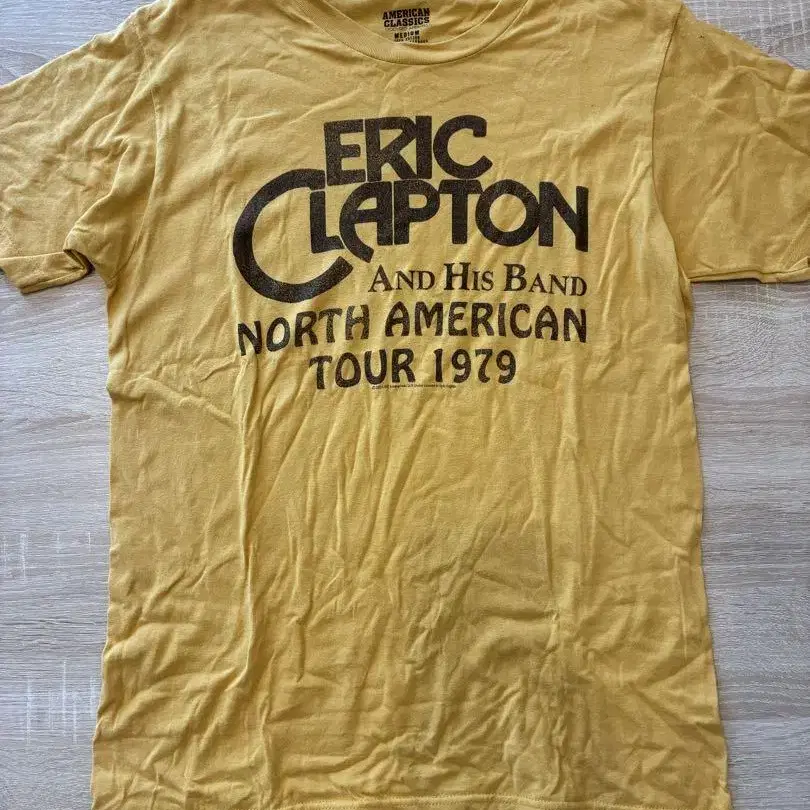 AMERICAN
CLASSICS
MEDIUM
ERIC
CLAPTON
AND HIS BAND
NORTH AMERICAN
TOUR 1979